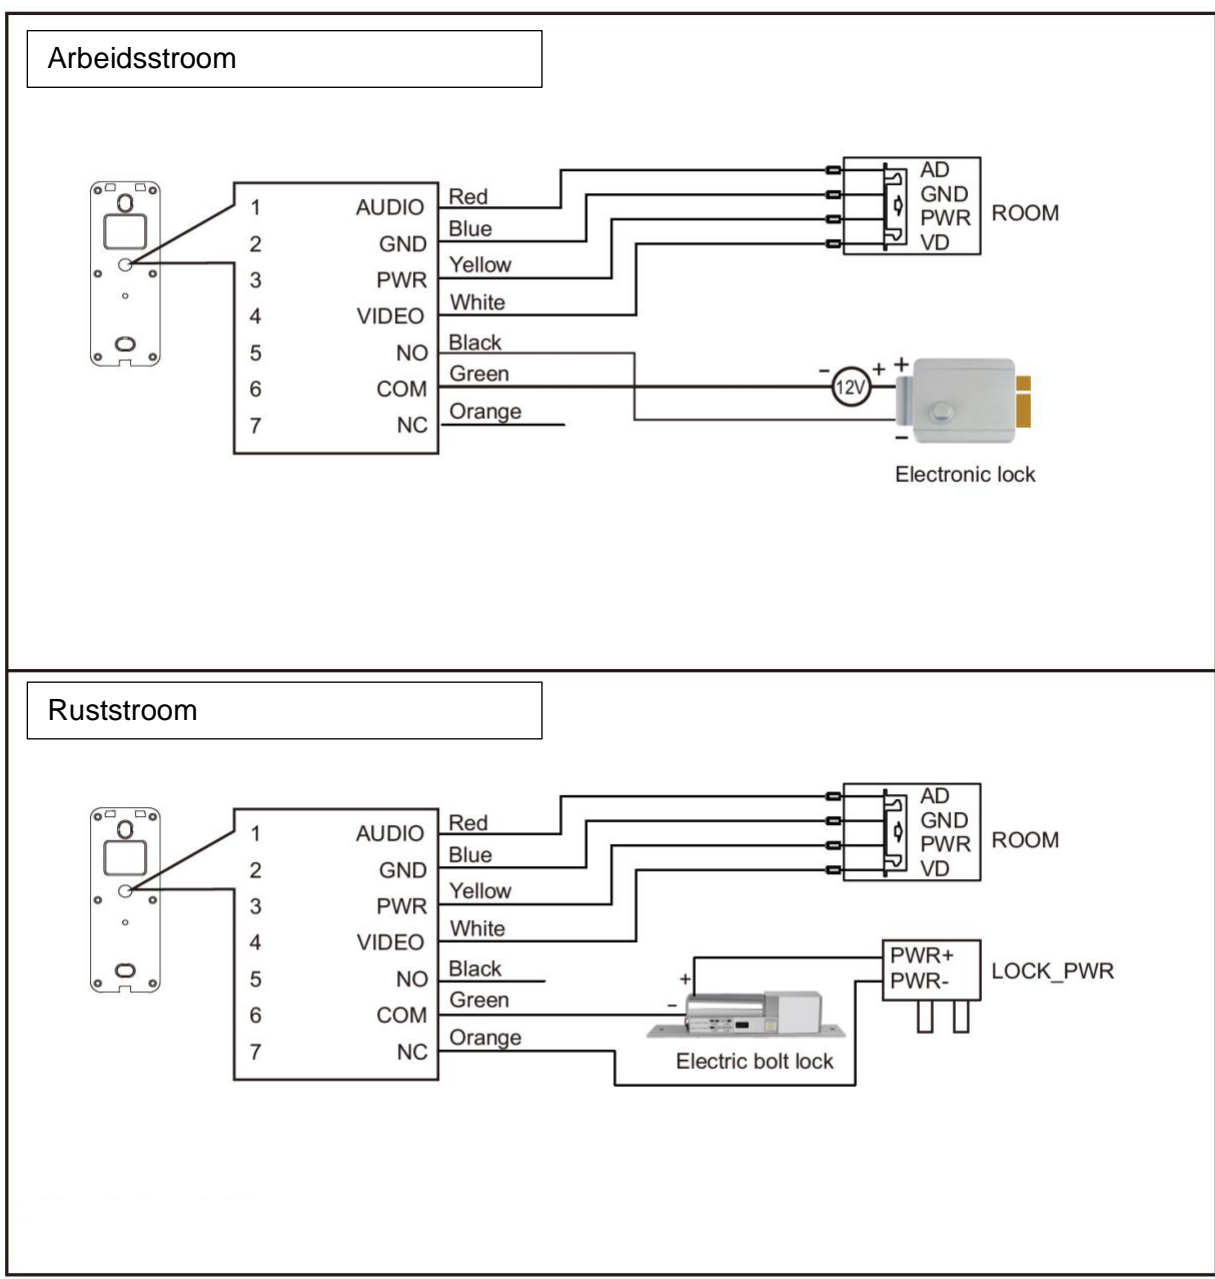 Arbeidsstroom
1 AUDIO Red
2 GND Blue
3 PWR Yellow
4 VIDEO White
5 NO Black
6 COM Green
7 NC Orange
AD
GND
PWR
VD
ROOM
- 12V + +
-
Electronic lock
Ruststroom
1 AUDIO Red
2 GND Blue
3 PWR Yellow
4 VIDEO White
5 NO Black
6 COM Green
7 NC Orange
AD
GND
PWR
VD
ROOM
PWR+
PWR-
LOCK_PWR
+
-
Electric bolt lock